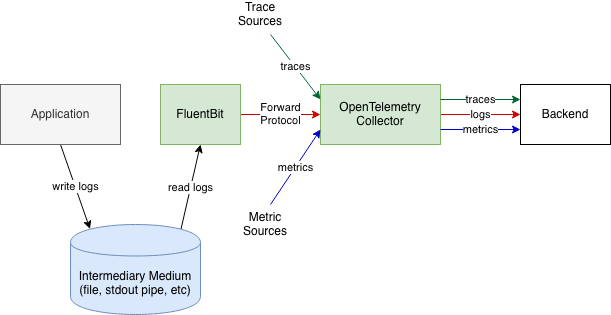 Trace
Sources
traces
Application
FluentBit
Forward
Protocol
OpenTelemetry
Collector
traces
logs
metrics
Backend
write logs
read logs
metrics
Metric
Sources
Intermediary Medium
(file, stdout pipe, etc)